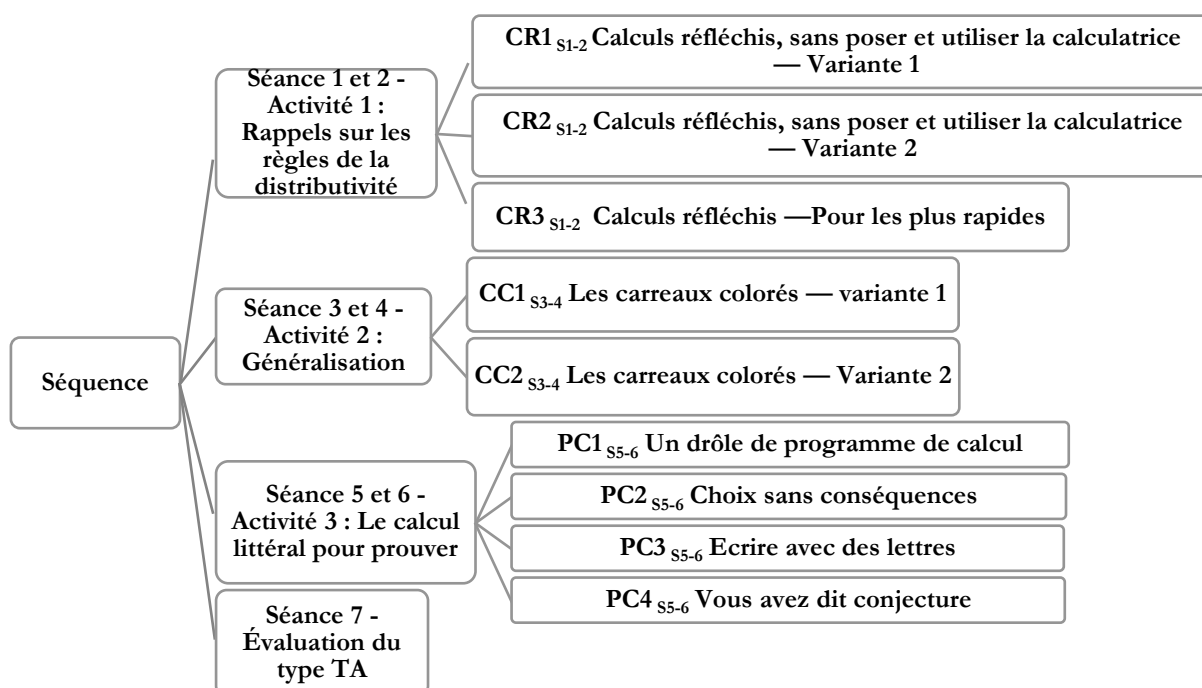 Séquence
Séance 1 et 2 -
Activité 1 :
Rappels sur les
règles de la
distributivité
CR1 S1-2 Calculs réfléchis, sans poser et utiliser la calculatrice
— Variante 1
CR2 S1-2 Calculs réfléchis, sans poser et utiliser la calculatrice
— Variante 2
CR3 S1-2 Calculs réfléchis —Pour les plus rapides
Séance 3 et 4 -
Activité 2 :
Généralisation
CC1 S3-4 Les carreaux colorés — variante 1
CC2 S3-4 Les carreaux colorés — Variante 2
Séance 5 et 6 -
Activité 3 : Le calcul
littéral pour prouver
PC1 S5-6 Un drôle de programme de calcul
PC2 S5-6 Choix sans conséquences
PC3 S5-6 Ecrire avec des lettres
PC4 S5-6 Vous avez dit conjecture
Séance 7 -
Évaluation du
type TA